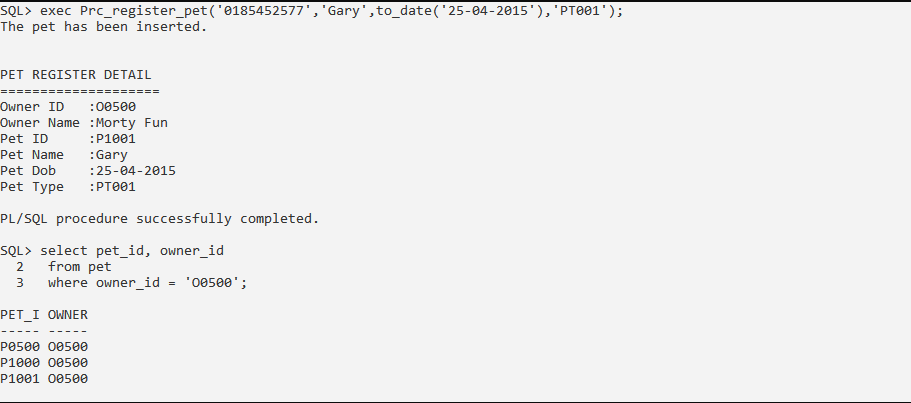 SQL> exec Prc_register_pet('0185452577','Gary',to_date('25-04-2015'),'PT001');
The pet has been inserted.
PET REGISTER DETAIL
====================
Owner ID   :O0500
Owner Name :Morty Fun
Pet ID     :P1001
Pet Name   :Gary
Pet Dob    :25-04-2015
Pet Type   :PT001
PL/SQL procedure successfully completed.
SQL> select pet_id, owner_id
  2   from pet
  3   where owner_id = 'O0500';
PET_I OWNER
----- -----
P0500 O0500
P1000 O0500
P1001 O0500